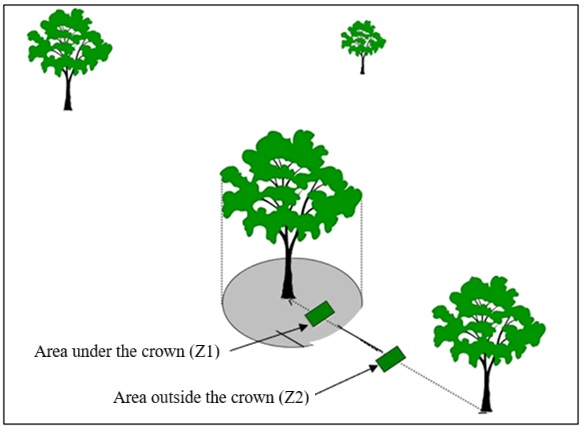 Area under the crown (Z1)
Area outside the crown (Z2)